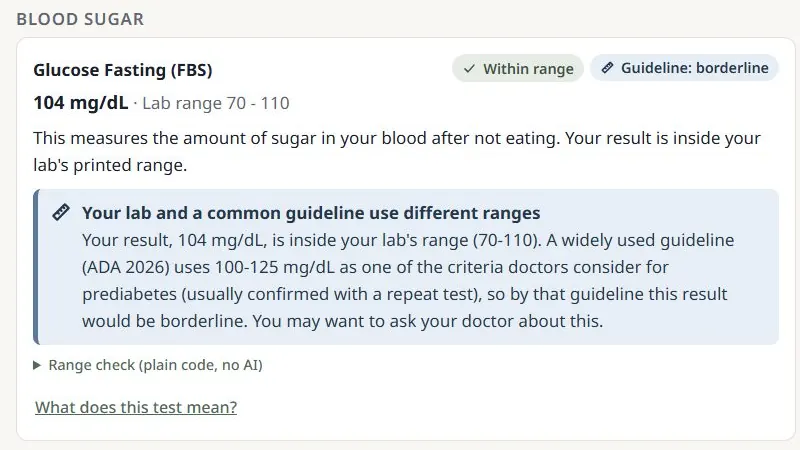 BLOOD SUGAR
Glucose Fasting (FBS)
✓ Within range
Guideline: borderline
104 mg/dL · Lab range 70 - 110
This measures the amount of sugar in your blood after not eating. Your result is inside your
lab's printed range.
Your lab and a common guideline use different ranges
Your result, 104 mg/dL, is inside your lab's range (70-110). A widely used guideline
(ADA 2026) uses 100-125 mg/dL as one of the criteria doctors consider for
prediabetes (usually confirmed with a repeat test), so by that guideline this result
would be borderline. You may want to ask your doctor about this.
▶ Range check (plain code, no AI)
What does this test mean?